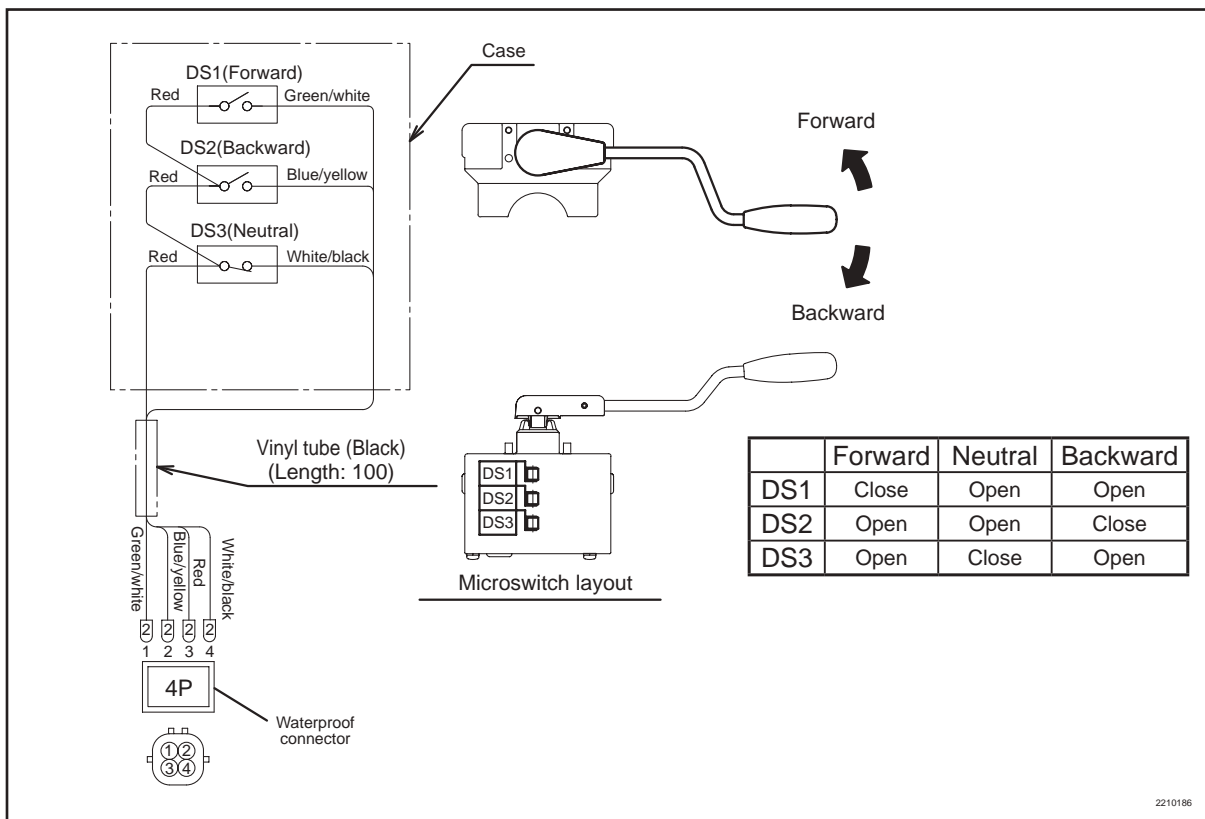 Case
DS1(Forward)
Red
Green/white
DS2(Backward)
Red
Blue/yellow
DS3(Neutral)
Red
White/black
Vinyl tube (Black)
(Length: 100)
Green/white
Blue/yellow
Red
White/black
2 2 2 2
1 2 3 4
4P
Waterproof
connector
1 2
3 4
Forward
Backward
DS1
DS2
DS3
Microswitch layout
Forward Neutral Backward
DS1 Close Open Open
DS2 Open Open Close
DS3 Open Close Open
2210186